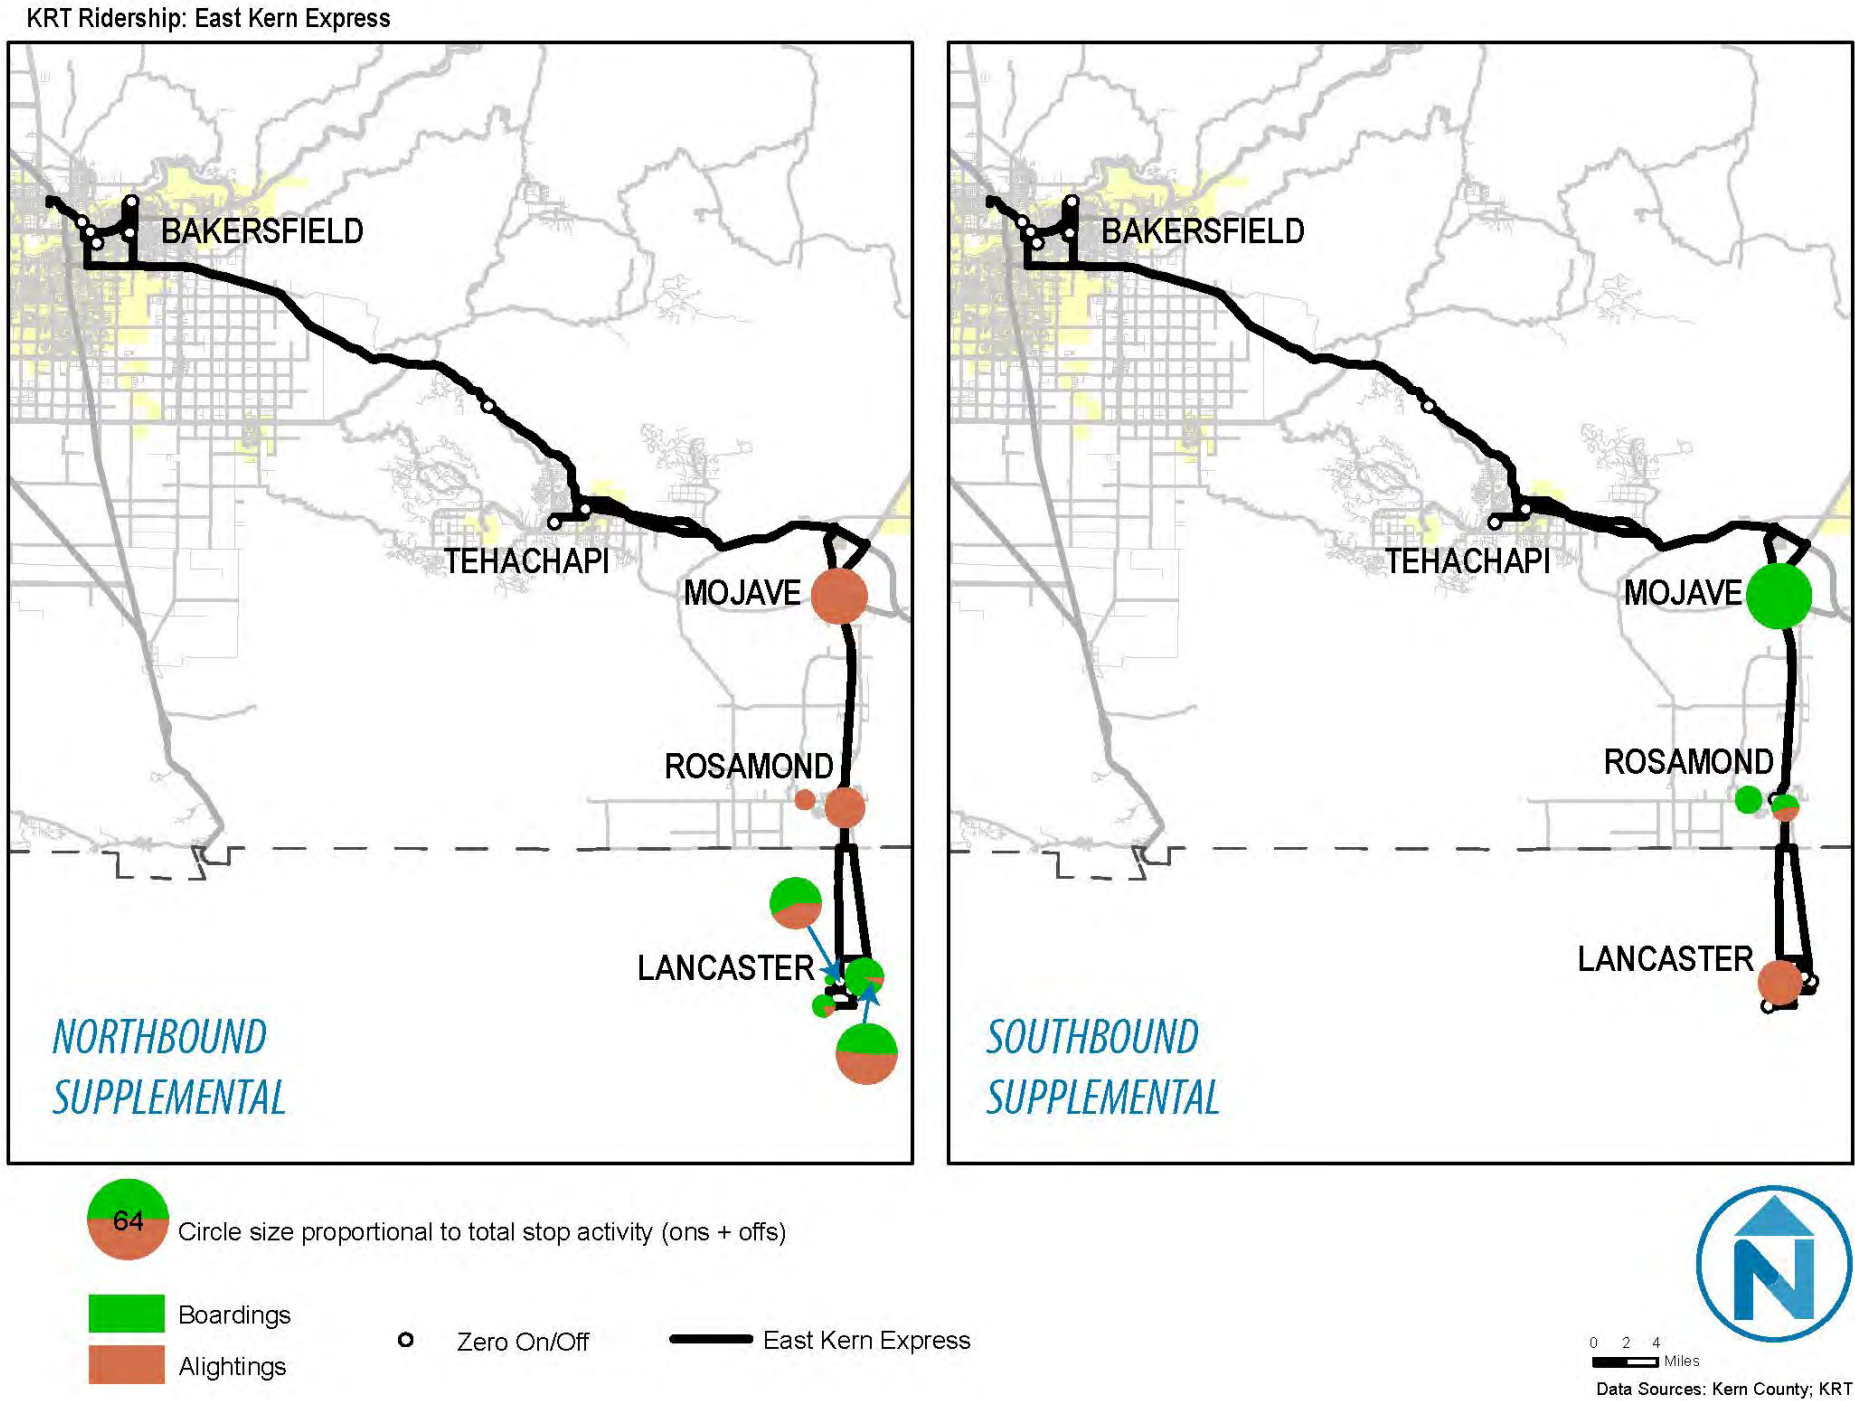 KRT Ridership: East Kern Express
BAKERSFIELD
TEHACHAPI
MOJAVE
ROSAMOND
LANCASTER
NORTHBOUND
SUPPLEMENTAL
BAKERSFIELD
TEHACHAPI
MOJAVE
ROSAMOND
LANCASTER
SOUTHBOUND
SUPPLEMENTAL
64
Circle size proportional to total stop activity (ons + offs)
Boardings
Alightings
Zero On/Off
East Kern Express
N
0 2 4
Miles
Data Sources: Kern County; KRT